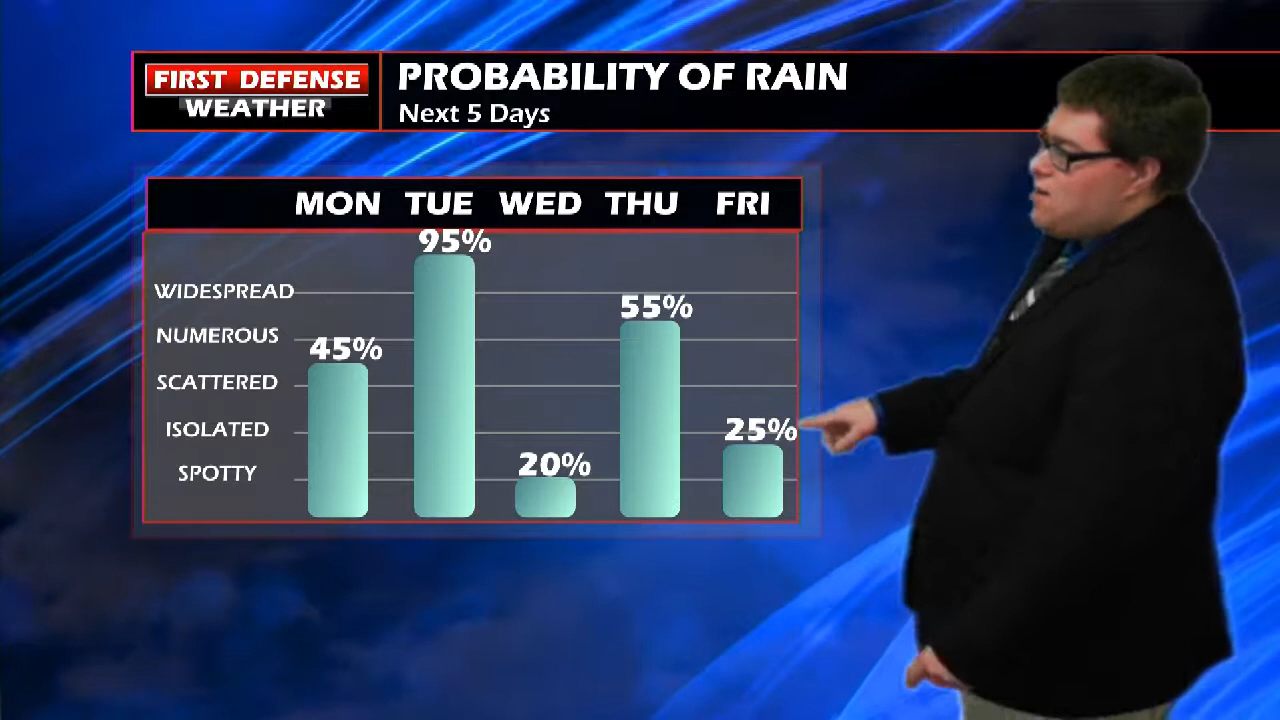 FIRST DEFENSE
WEATHER
PROBABILITY OF RAIN
Next 5 Days
MON TUE WED THU FRI
95%
WIDESPREAD
55%
NUMEROUS
45%
SCATTERED
ISOLATED
25%
SPOTTY
20%